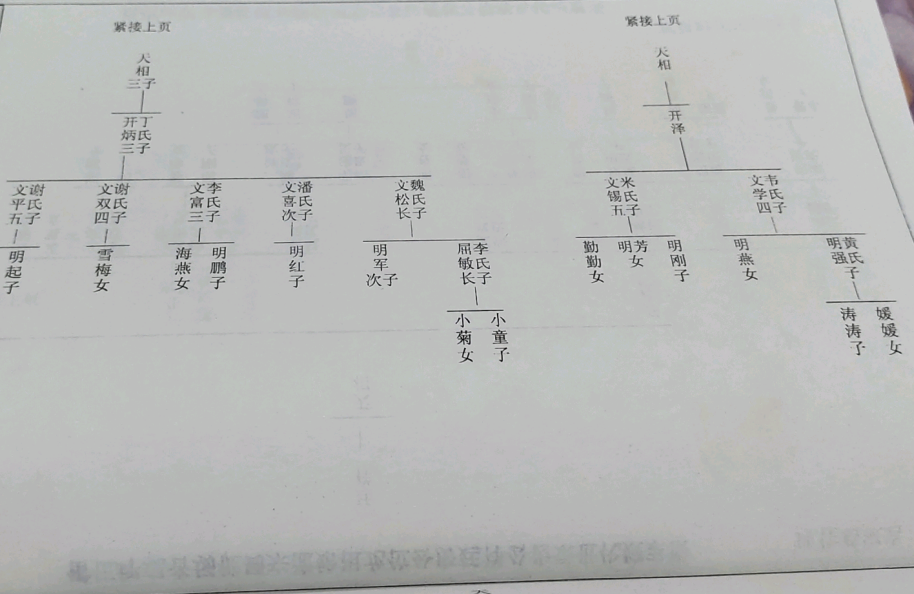 紧接上页
紧接上页
天相三子
天相
开炳三
丁氏子
开泽
文平五
谢氏子
文双四
谢氏子
文富三
李氏子
文喜次
潘氏子
文松长
魏氏子
文锡五
米氏子
文学四
韦氏子
明起子
雪梅女
海燕女
明鹏子
明红子
明军次子
屈敏长
李氏子
勤勤女
明芳女
明刚子
明燕女
明强
黄氏子
小菊女
小童子
涛涛子
媛媛女